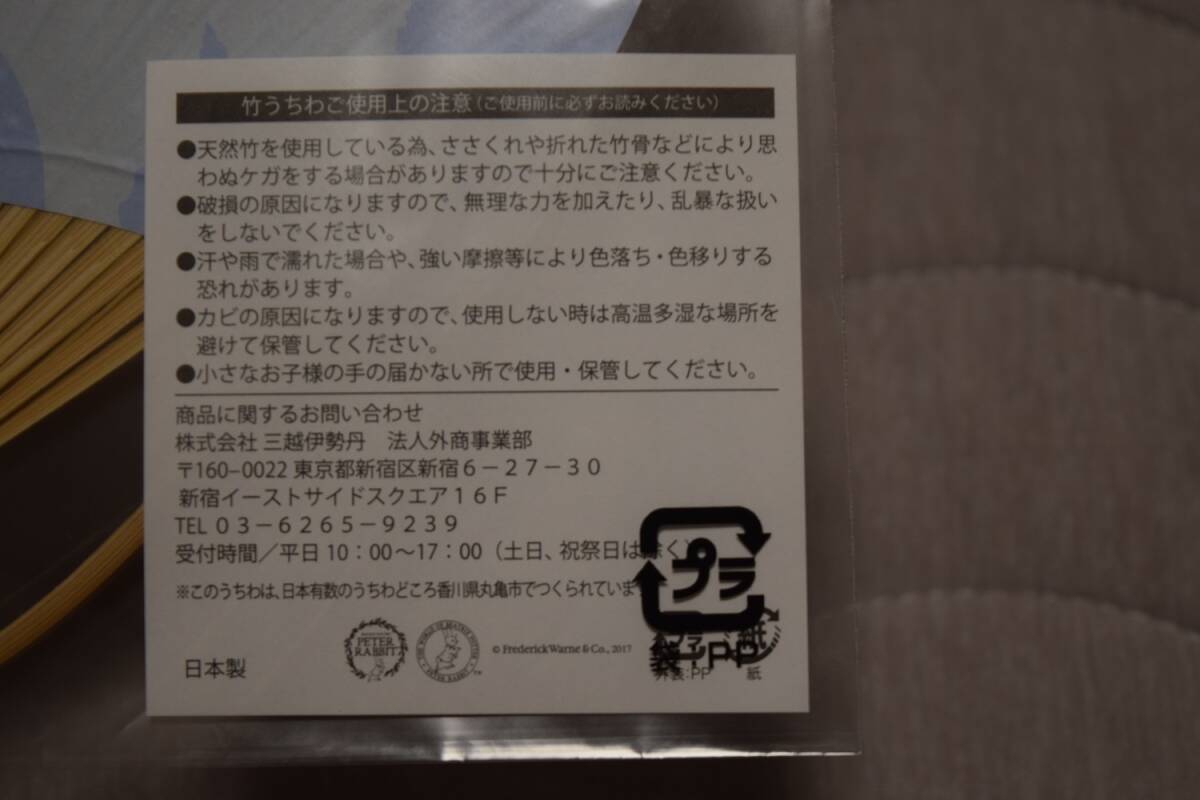 竹うちわご使用上の注意(ご使用前に必ずお読みください)
●天然竹を使用している為、ささくれや折れた竹骨などにより思
わぬケガをする場合がありますので十分にご注意ください。
●破損の原因になりますので、無理な力を加えたり、乱暴な扱い
をしないでください。
●汗や雨で濡れた場合や、強い摩擦等により色落ち・色移りする
恐れがあります。
●カビの原因になりますので、使用しない時は高温多湿な場所を
避けて保管してください。
●小さなお子様の手の届かない所で使用・保管してください。
商品に関するお問い合わせ
株式会社 三越伊勢丹 法人外商事業部
〒160-0022 東京都新宿区新宿6-27-30
新宿イーストサイドスクエア16F
TEL 03-6265-9239
受付時間/平日10:00~17:00(土日、祝祭日は除く)
※このうちわは、日本有数のうちわどころ香川県丸亀市でつくられています
プラ
袋:PP
外装:PP 紙
日本製
PETER RABBIT
© Frederick Warne & Co., 2017